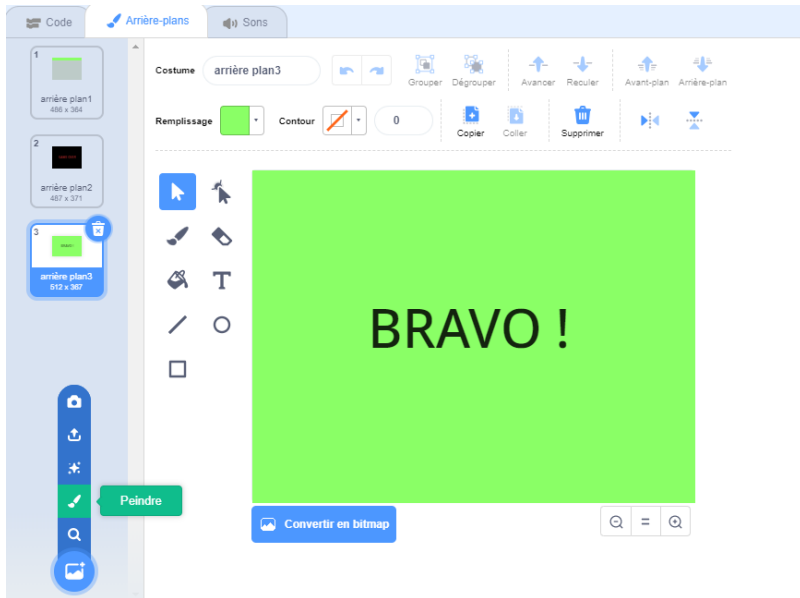 Code
Arrière-plans
Sons
1
arrière plan1
486 x 364
2
arrière plan2
487 x 371
3
arrière plan3
512 x 367
Costume
arrière plan3
Grouper
Dégrouper
Avancer
Reculer
Avant-plan
Arrière-plan
Remplissage
Contour
0
Copier
Coller
Supprimer
BRAVO !
Peindre
Convertir en bitmap